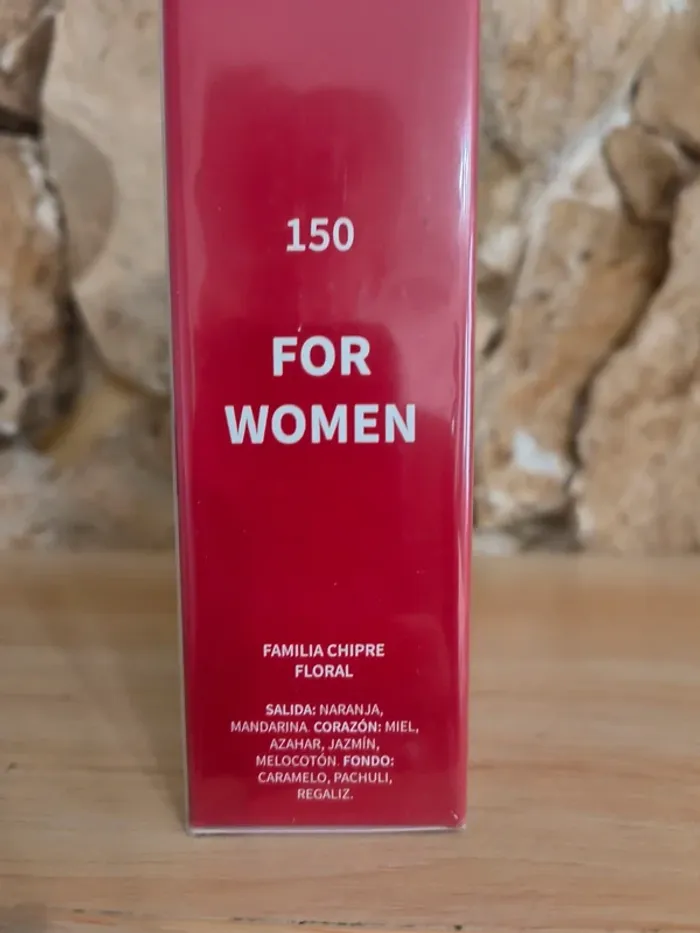 150
FOR
WOMEN
FAMILIA CHIPRE
FLORAL
SALIDA: NARANJA,
MANDARINA. CORAZÓN: MIEL,
AZAHAR, JAZMÍN,
MELOCOTÓN. FONDO:
CARAMELO, PACHULI,
REGALIZ.